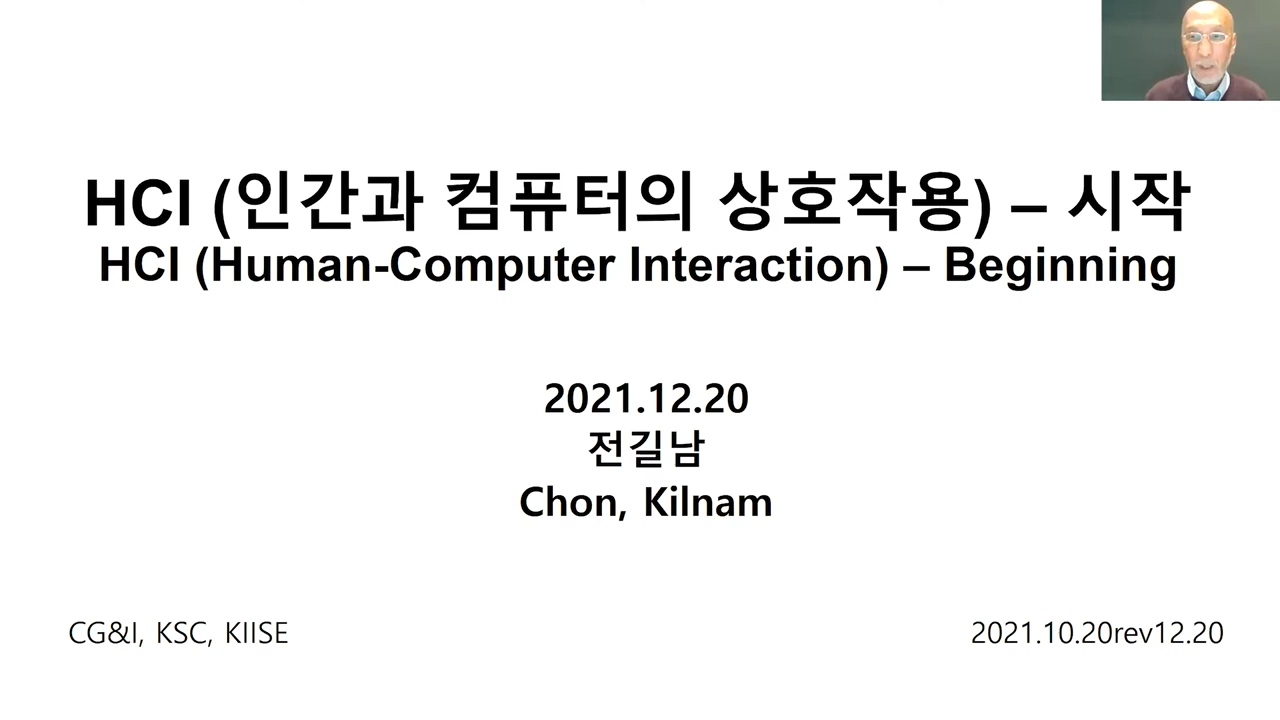 HCI (인간과 컴퓨터의 상호작용) – 시작
HCI (Human-Computer Interaction) – Beginning
2021.12.20
전길남
Chon, Kilnam
CG&I, KSC, KIISE
2021.10.20rev12.20